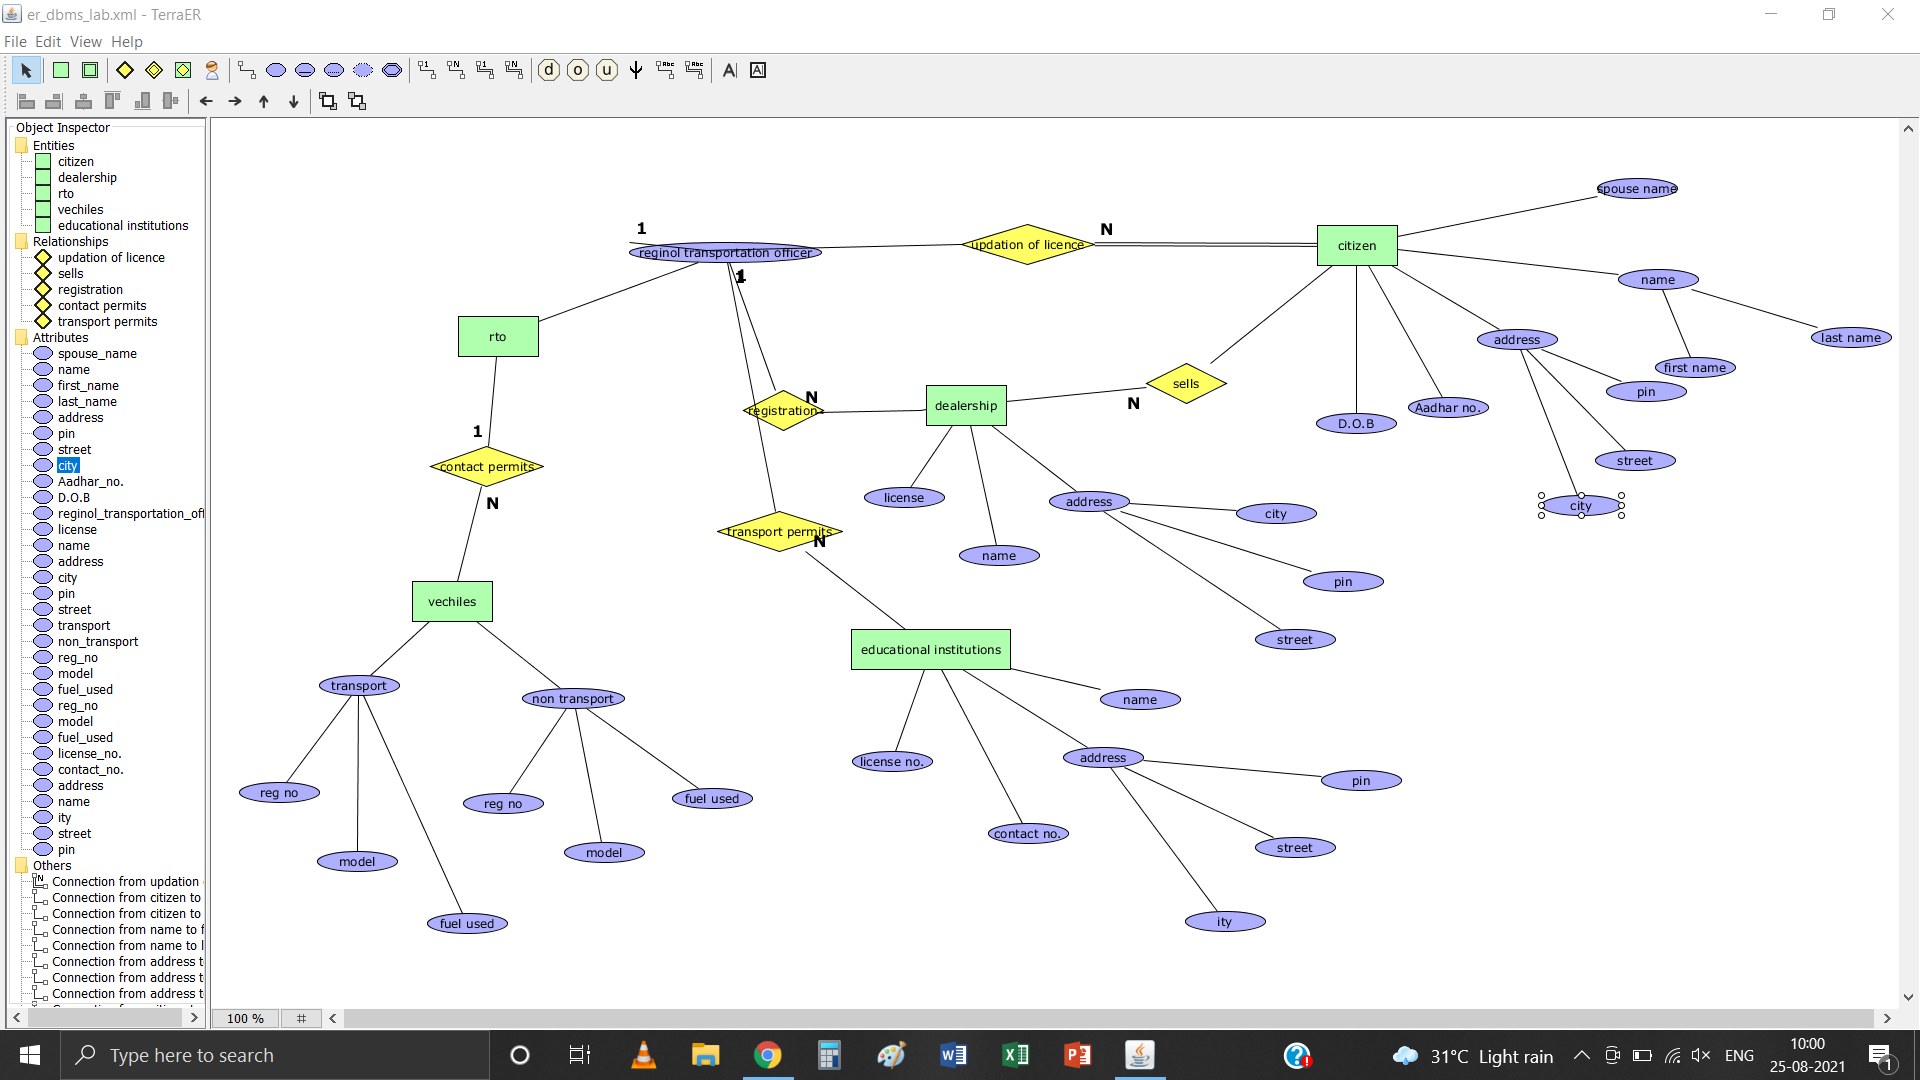 er_dbms_lab.xml - TerraER
File Edit View Help
d o u Abc Abc A A
Object Inspector
Entities
citizen
dealership
rto
vechiles
educational institutions
Relationships
updation of licence
sells
registration
contact permits
transport permits
Attributes
spouse_name
name
first_name
last_name
address
pin
street
city
Aadhar_no.
D.O.B
reginol_transportation_off
license
name
address
city
pin
street
transport
non_transport
reg_no
model
fuel_used
reg_no
model
fuel_used
license_no.
contact_no.
address
name
ity
street
pin
Others
Connection from updation
Connection from citizen to
Connection from citizen to
Connection from name to f
Connection from name to l
Connection from address t
Connection from address t
Connection from address t
spouse name
1
N
reginol transportation officer
updation of licence
citizen
1
name
rto
last name
address
first name
sells
pin
N
registration
dealership
N
Aadhar no.
D.O.B
1
contact permits
street
N
license
address
city
city
transport permits
N
name
pin
vechiles
street
educational institutions
transport
non transport
name
license no.
address
pin
reg no
reg no
fuel used
contact no.
street
model
model
fuel used
ity
100 %
Type here to search
31°C Light rain
ENG
10:00
25-08-2021
1